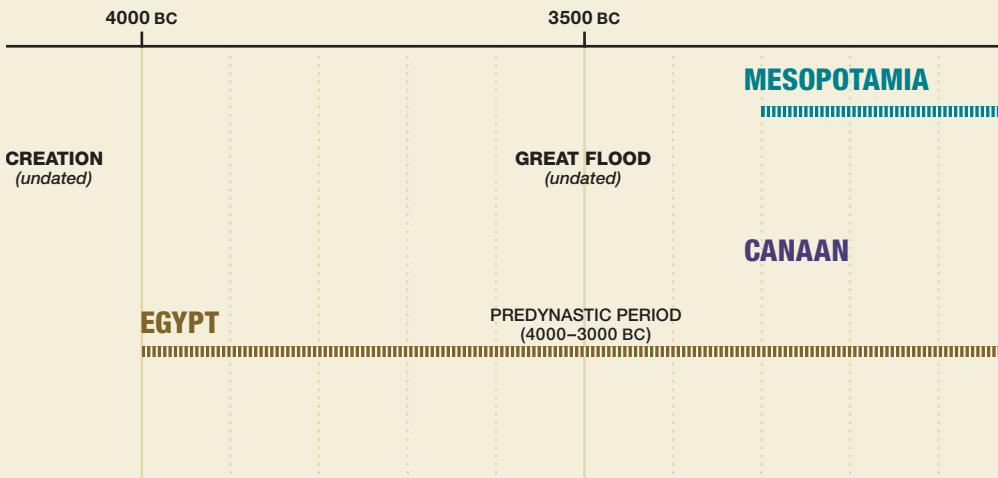 4000 BC
3500 BC
MESOPOTAMIA
CREATION
(undated)
GREAT FLOOD
(undated)
CANAAN
EGYPT
PREDYNASTIC PERIOD
(4000–3000 BC)